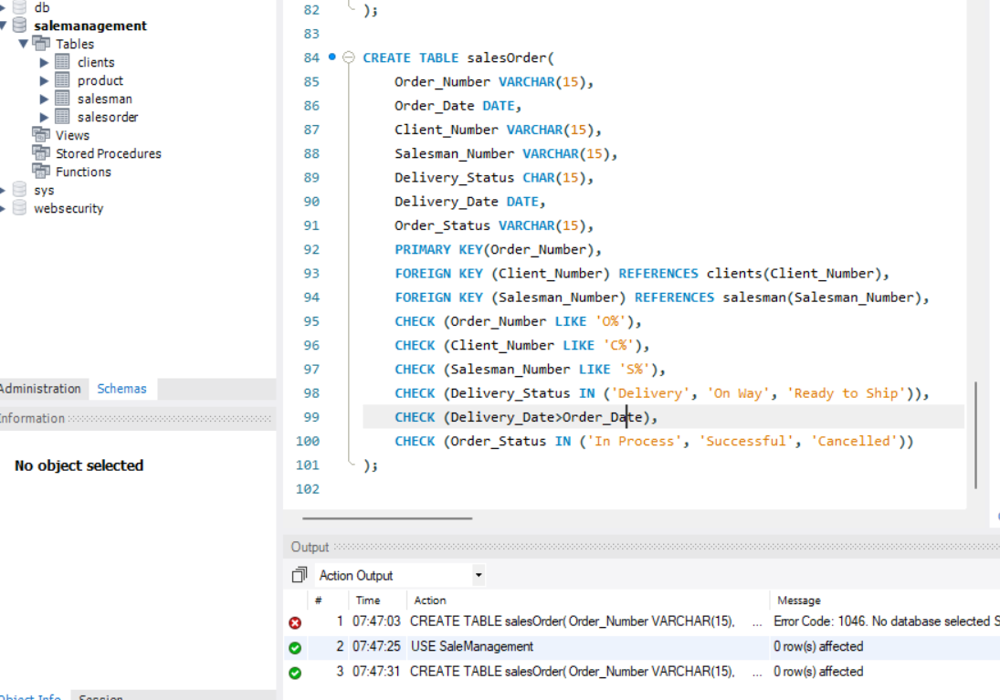 db
salemanagement
Tables
clients
product
salesman
salesorder
Views
Stored Procedures
Functions
sys
websecurity
Administration Schemas
Information
No object selected
Object Info Session
82 );
83
84 CREATE TABLE salesOrder(
85 Order_Number VARCHAR(15),
86 Order_Date DATE,
87 Client_Number VARCHAR(15),
88 Salesman_Number VARCHAR(15),
89 Delivery_Status CHAR(15),
90 Delivery_Date DATE,
91 Order_Status VARCHAR(15),
92 PRIMARY KEY(Order_Number),
93 FOREIGN KEY (Client_Number) REFERENCES clients(Client_Number),
94 FOREIGN KEY (Salesman_Number) REFERENCES salesman(Salesman_Number),
95 CHECK (Order_Number LIKE 'O%'),
96 CHECK (Client_Number LIKE 'C%'),
97 CHECK (Salesman_Number LIKE 'S%'),
98 CHECK (Delivery_Status IN ('Delivery', 'On Way', 'Ready to Ship')),
99 CHECK (Delivery_Date>Order_Date),
100 CHECK (Order_Status IN ('In Process', 'Successful', 'Cancelled'))
101 );
102
Output
Action Output
# Time Action Message
1 07:47:03 CREATE TABLE salesOrder( Order_Number VARCHAR(15), ... Error Code: 1046. No database selected S
2 07:47:25 USE SaleManagement 0 row(s) affected
3 07:47:31 CREATE TABLE salesOrder( Order_Number VARCHAR(15), ... 0 row(s) affected